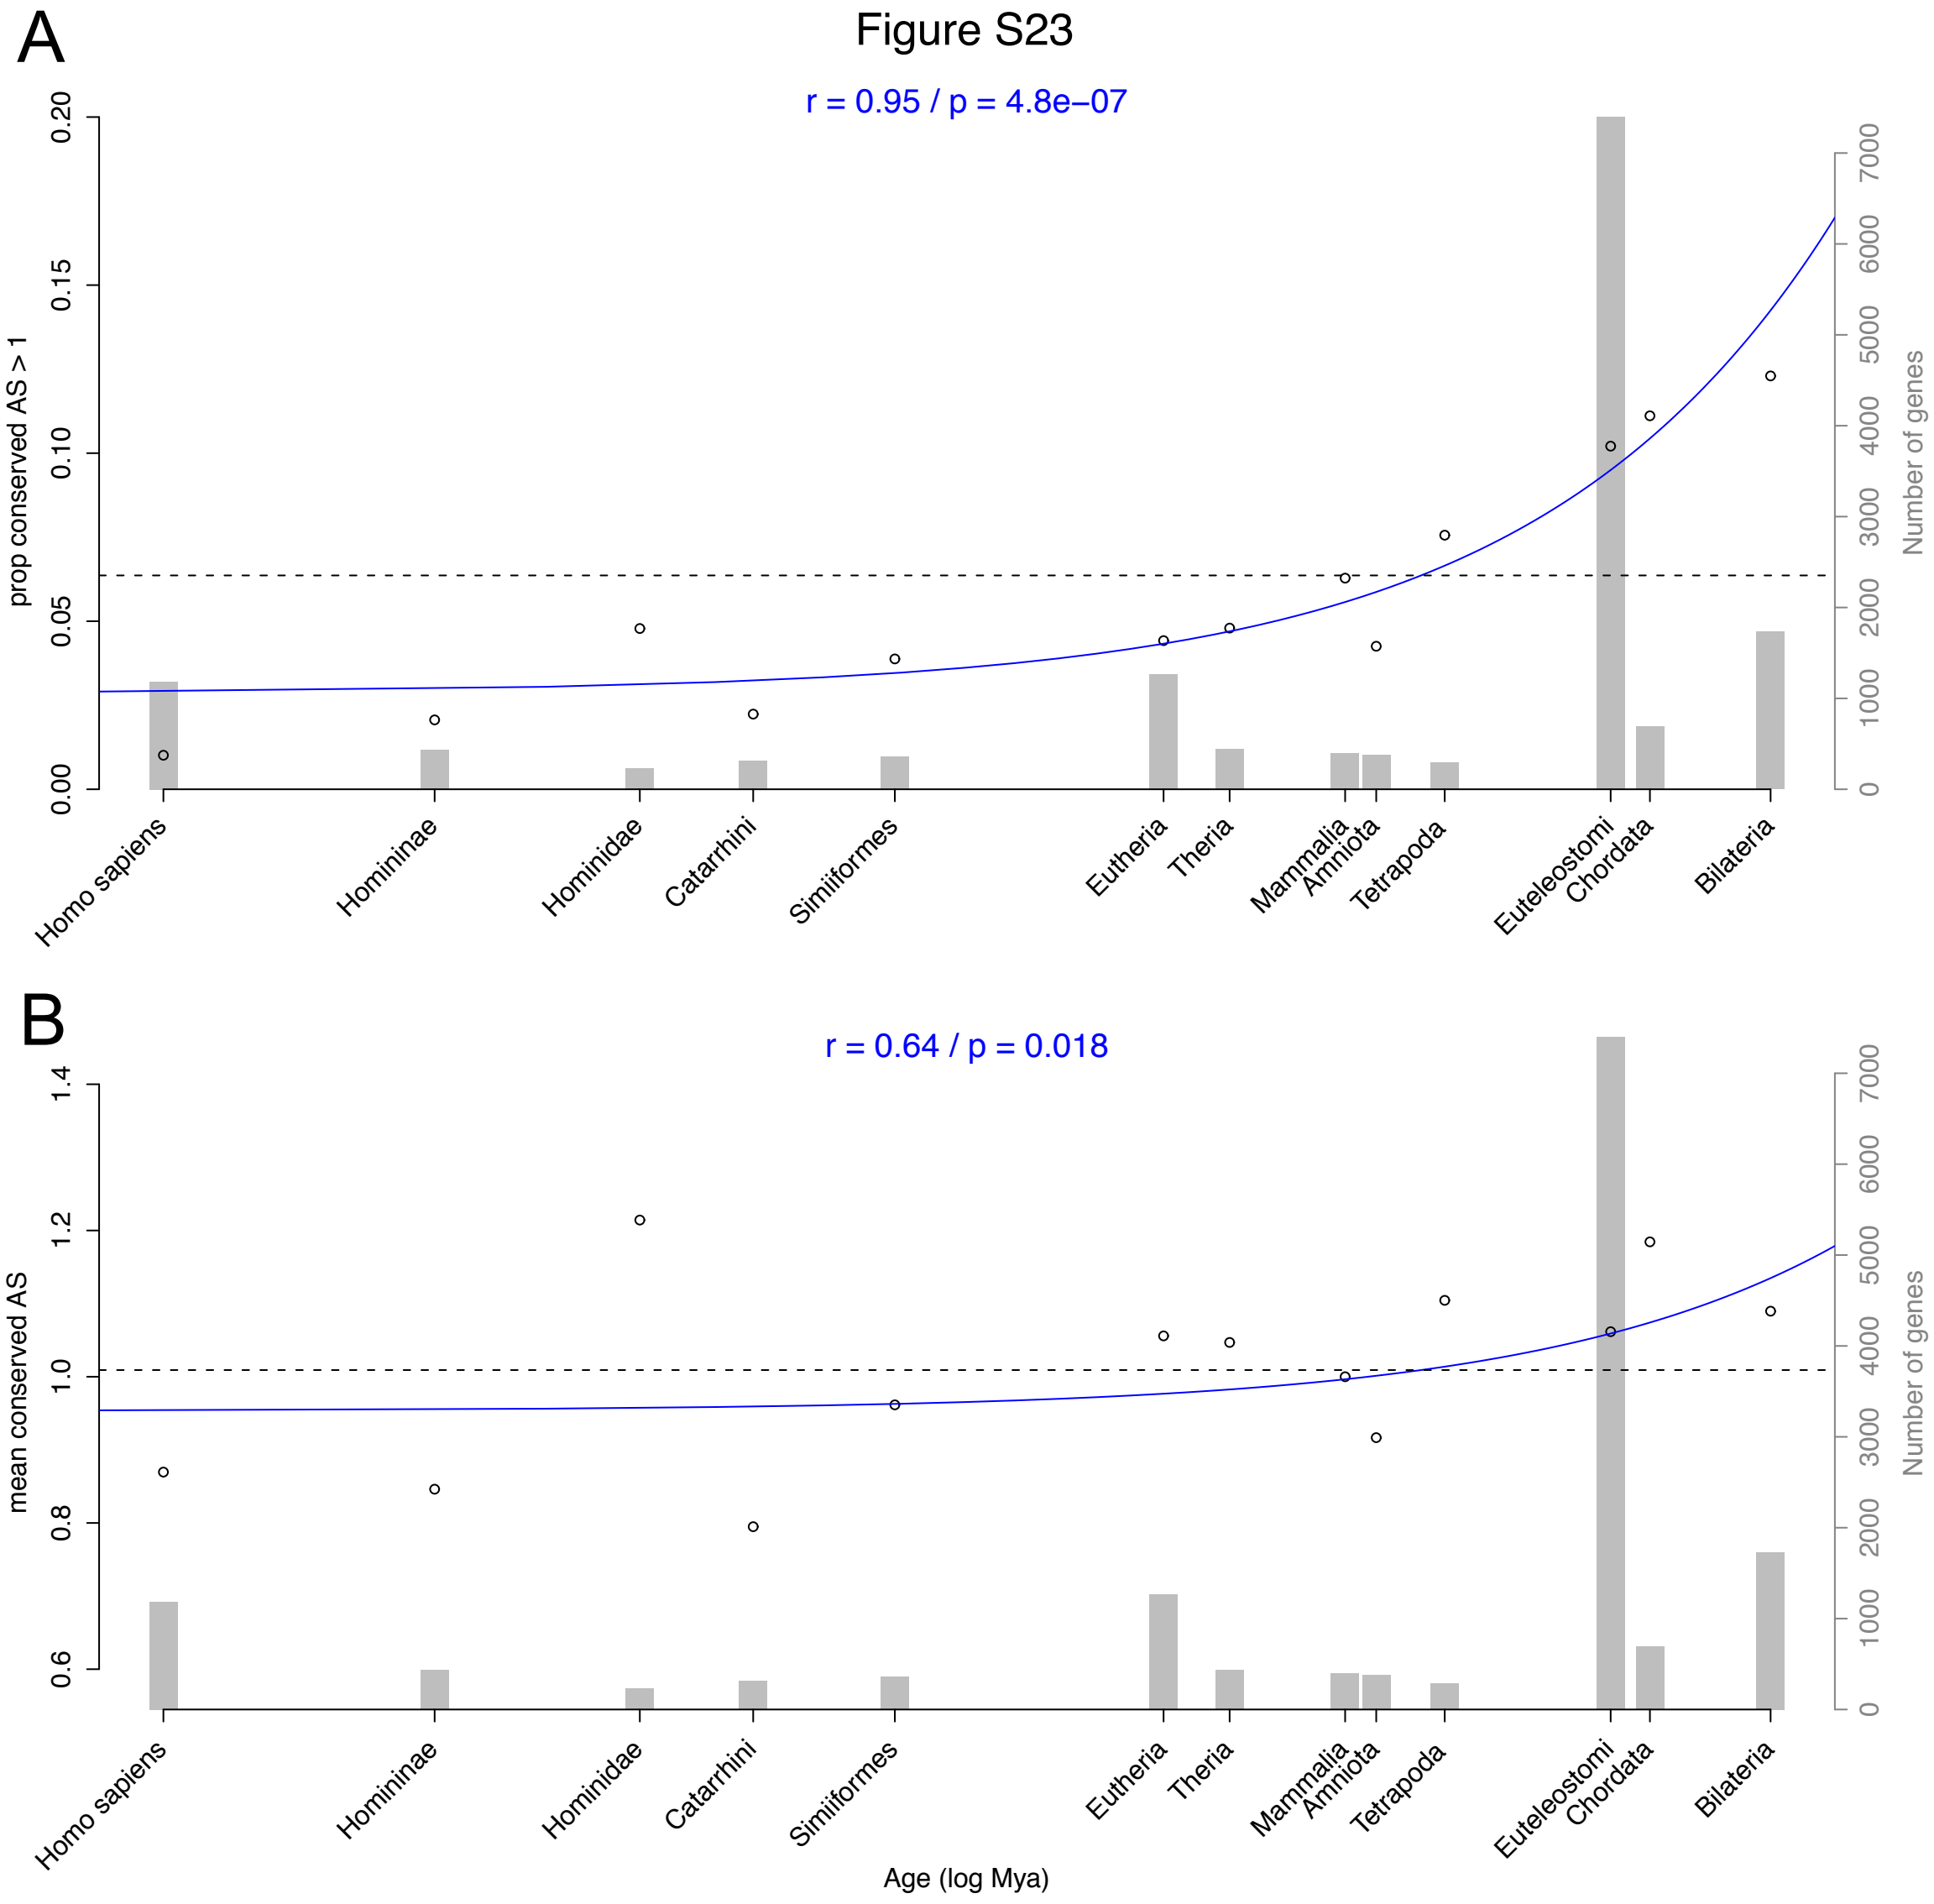 A
Figure S23
r = 0.95 / p = 4.8e−07
prop conserved AS > 1
0.00
0.05
0.10
0.15
0.20
0
1000
2000
3000
4000
5000
6000
7000
Number of genes
Homo sapiens
Homininae
Hominidae
Catarrhini
Simiiformes
Eutheria
Theria
Mammalia
Amniota
Tetrapoda
Euteleostomi
Chordata
Bilateria
B
r = 0.64 / p = 0.018
mean conserved AS
0.6
0.8
1.0
1.2
1.4
0
1000
2000
3000
4000
5000
6000
7000
Number of genes
Homo sapiens
Homininae
Hominidae
Catarrhini
Simiiformes
Eutheria
Theria
Mammalia
Amniota
Tetrapoda
Euteleostomi
Chordata
Bilateria
Age (log Mya)